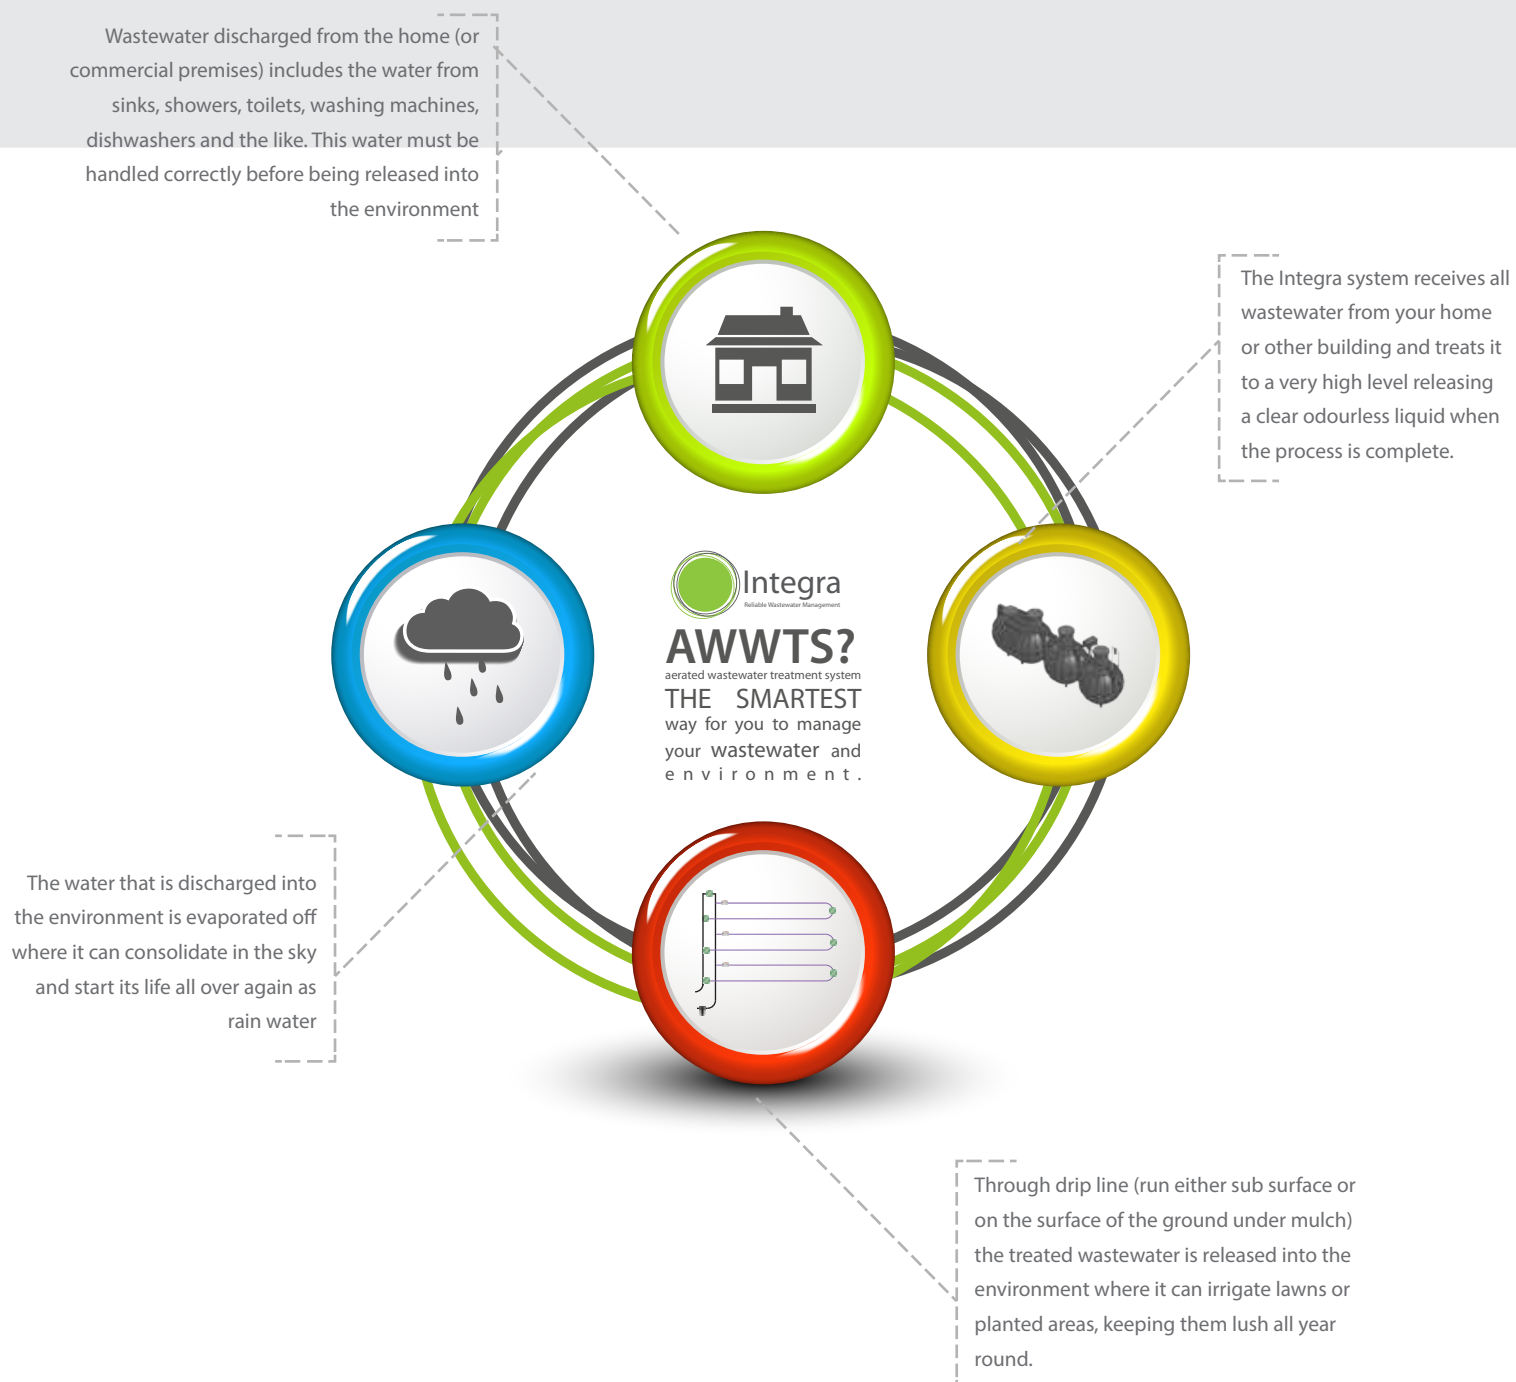 Wastewater discharged from the home (or
commercial premises) includes the water from
sinks, showers, toilets, washing machines,
dishwashers and the like. This water must be
handled correctly before being released into
the environment
The Integra system receives all
wastewater from your home
or other building and treats it
to a very high level releasing
a clear odourless liquid when
the process is complete.
Integra
Reliable Wastewater Management
AWWTS?
aerated wastewater treatment system
THE SMARTEST
way for you to manage
your wastewater and
environment.
The water that is discharged into
the environment is evaporated off
where it can consolidate in the sky
and start its life all over again as
rain water
Through drip line (run either sub surface or
on the surface of the ground under mulch)
the treated wastewater is released into the
environment where it can irrigate lawns or
planted areas, keeping them lush all year
round.